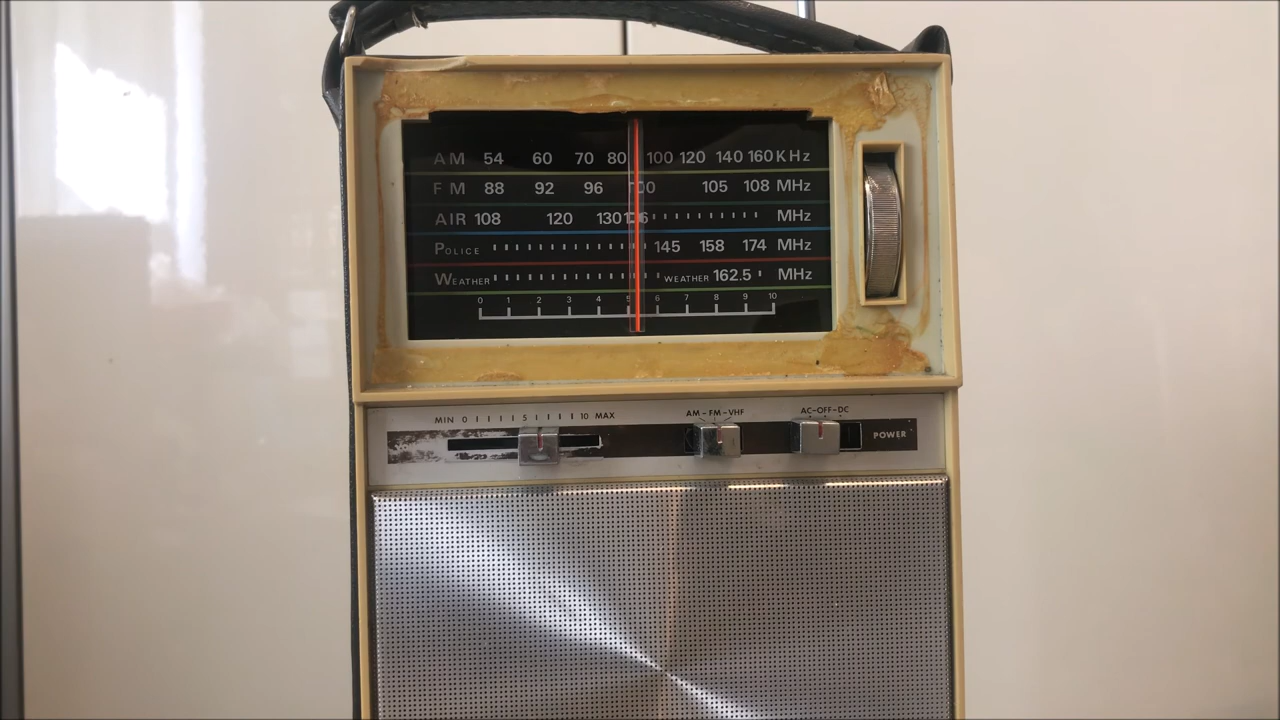 AM 54 60 70 80 100 120 140 160 KHz
FM 88 92 96 100 105 108 MHz
AIR 108 120 130 136 MHz
POLICE 145 158 174 MHz
WEATHER WEATHER 162.5 MHz
0 1 2 3 4 5 6 7 8 9 10
MIN 0 5 10 MAX AM-FM-VHF AC-OFF-DC
POWER